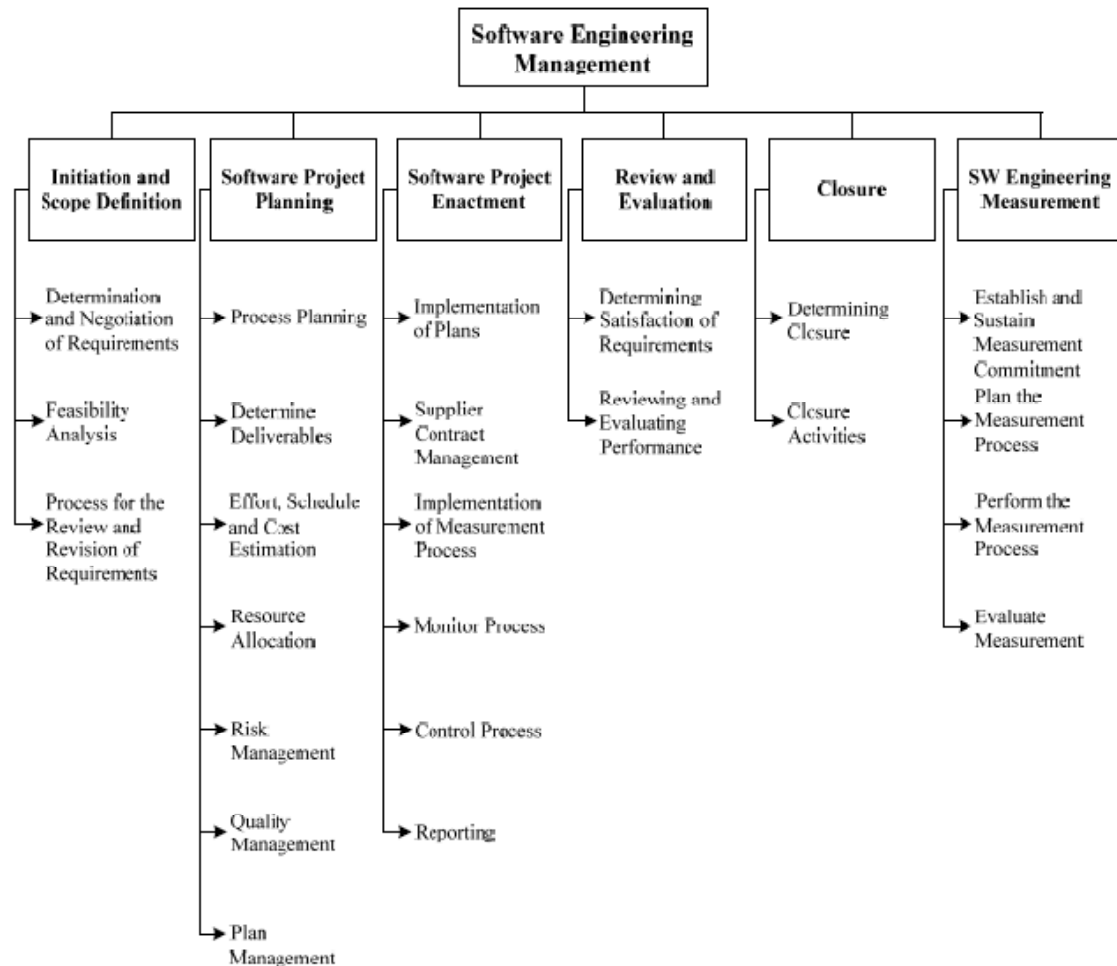 Software Engineering
Management
Initiation and
Scope Definition
Software Project
Planning
Software Project
Enactment
Review and
Evaluation
Closure
SW Engineering
Measurement
Determination
and Negotiation
of Requirements
Feasibility
Analysis
Process for the
Review and
Revision of
Requirements
Process Planning
Determine
Deliverables
Effort, Schedule
and Cost
Estimation
Resource
Allocation
Risk
Management
Quality
Management
Plan
Management
Implementation
of Plans
Supplier
Contract
Management
Implementation
of Measurement
Process
Monitor Process
Control Process
Reporting
Determining
Satisfaction of
Requirements
Reviewing and
Evaluating
Performance
Determining
Closure
Closure
Activities
Establish and
Sustain
Measurement
Commitment
Plan the
Measurement
Process
Perform the
Measurement
Process
Evaluate
Measurement